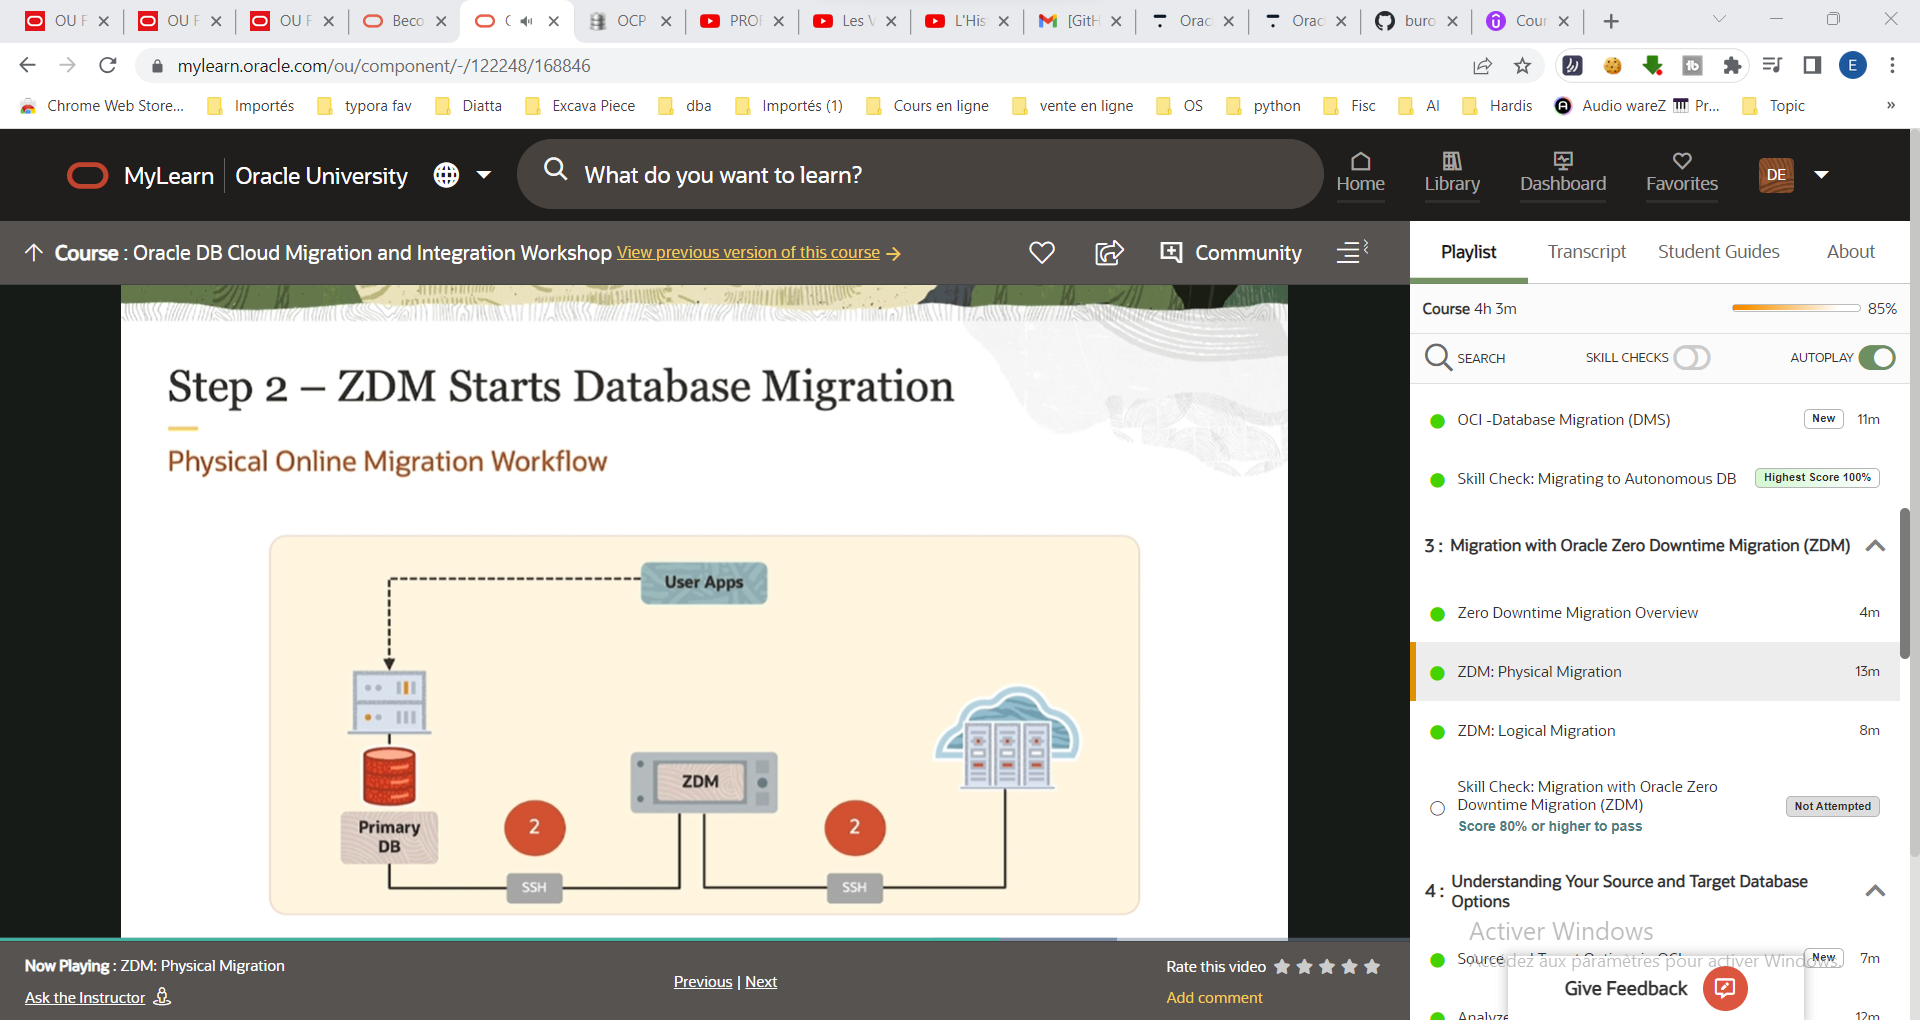 OU F
OU F
OU F
Beco
C
OCP
PROF
Les V
L'His
[GitH
Orac
Orac
buro
Cour
mylearn.oracle.com/ou/component/-/122248/168846
E
Chrome Web Store...
Importés
typora fav
Diatta
Excava Piece
dba
Importés (1)
Cours en ligne
vente en ligne
OS
python
Fisc
AI
Hardis
Audio wareZ
Pr...
Topic
»
MyLearn
Oracle University
What do you want to learn?
Home
Library
Dashboard
Favorites
DE
Course : Oracle DB Cloud Migration and Integration Workshop View previous version of this course →
Community
Playlist
Transcript
Student Guides
About
Course 4h 3m
85%
SEARCH
SKILL CHECKS
AUTOPLAY
Step 2 – ZDM Starts Database Migration
Physical Online Migration Workflow
User Apps
ZDM
Primary
DB
2
2
SSH
SSH
OCI -Database Migration (DMS)
New
11m
Skill Check: Migrating to Autonomous DB
Highest Score 100%
3 : Migration with Oracle Zero Downtime Migration (ZDM)
Zero Downtime Migration Overview
4m
ZDM: Physical Migration
13m
ZDM: Logical Migration
8m
Skill Check: Migration with Oracle Zero
Downtime Migration (ZDM)
Score 80% or higher to pass
Not Attempted
4 : Understanding Your Source and Target Database
Options
Activer Windows
Accédez aux paramètres pour activer Windows.
New
7m
Analyze
12m
Give Feedback
Now Playing : ZDM: Physical Migration
Ask the Instructor
Previous | Next
Rate this video
Add comment